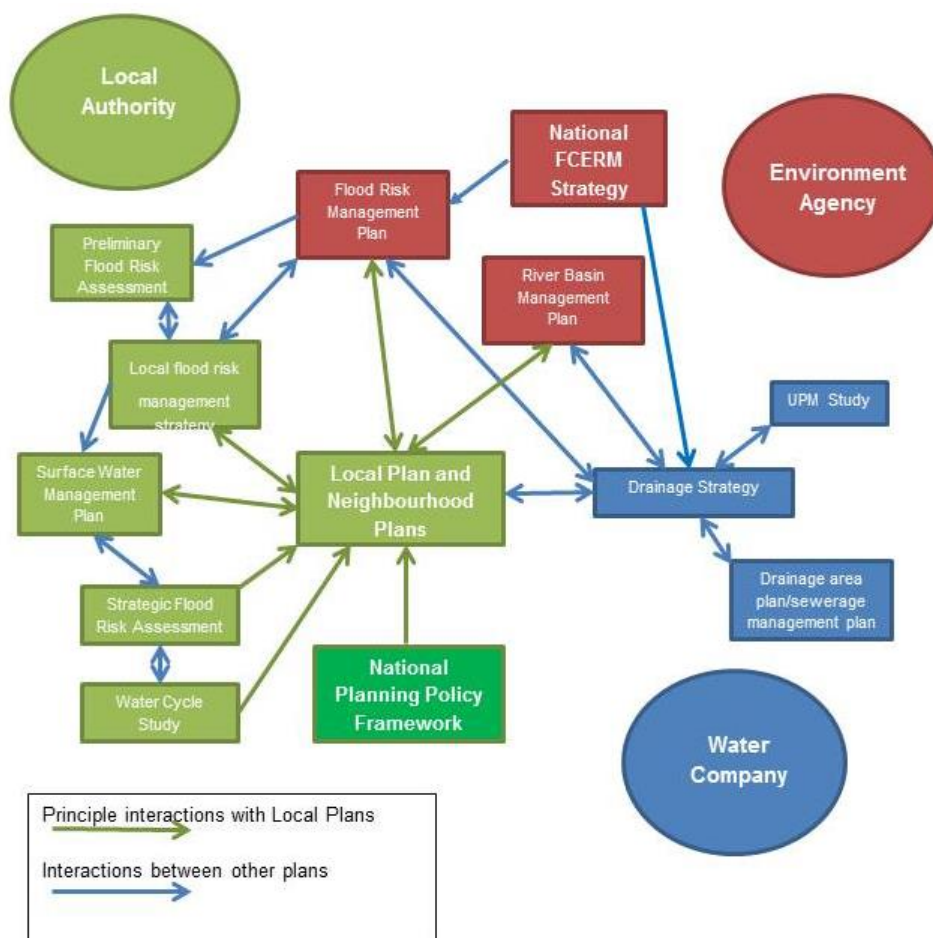 Local
Authority
National
FCERM
Strategy
Environment
Agency
Flood Risk
Management
Plan
Preliminary
Flood Risk
Assessment
River Basin
Management
Plan
Local flood risk
management
strategy
UPM Study
Surface Water
Management
Plan
Local Plan and
Neighbourhood
Plans
Drainage Strategy
Strategic Flood
Risk Assessment
Drainage area
plan/sewerage
management plan
National
Planning Policy
Framework
Water Cycle
Study
Water
Company
Principle interactions with Local Plans
Interactions between other plans